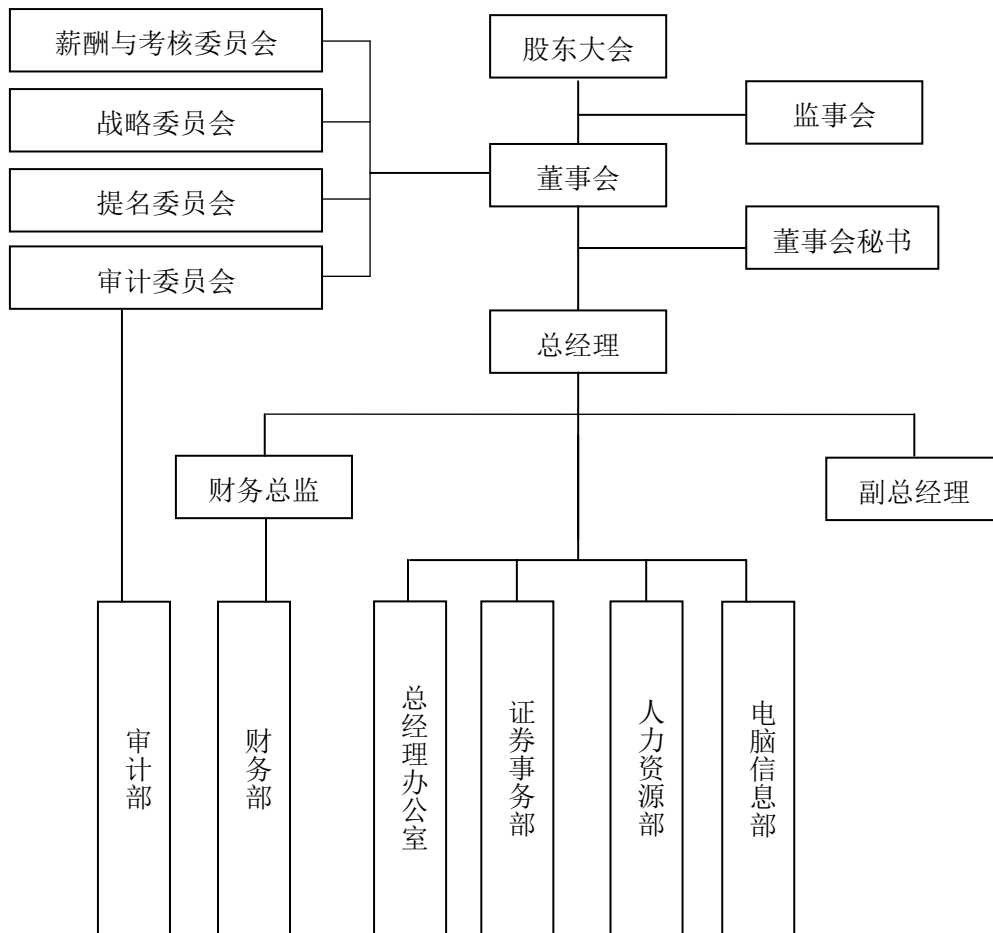 薪酬与考核委员会
股东大会
战略委员会
监事会
董事会
提名委员会
董事会秘书
审计委员会
总经理
财务总监
副总经理
审计部
财务部
总经理办公室
证券事务部
人力资源部
电脑信息部